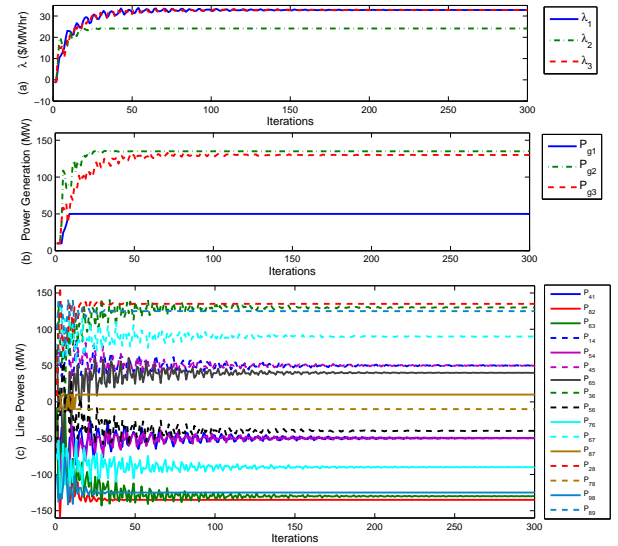 30
20
10
0
−10
0
50
100
150
200
250
300
Iterations
(a) λ ($/MWhr)
λ1
λ2
λ3
150
100
50
0
0
50
100
150
200
250
300
Iterations
(b) Power Generation (MW)
Pg1
Pg2
Pg3
150
100
50
0
−50
−100
−150
0
50
100
150
200
250
300
Iterations
(c) Line Powers (MW)
P41
P82
P63
P14
P54
P45
P65
P36
P56
P76
P67
P87
P28
P78
P98
P89